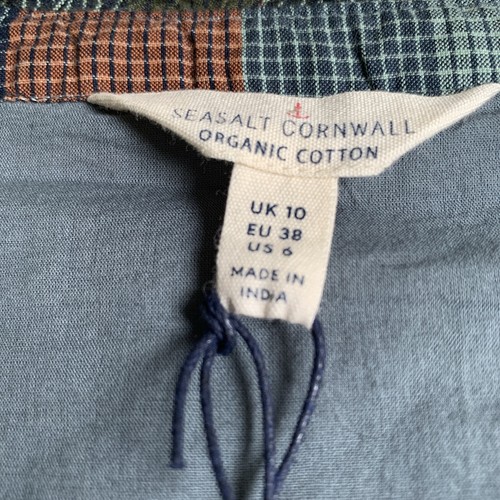 SEASALT CORNWALL
ORGANIC COTTON
UK 10
EU 38
US 6
MADE IN
INDIA